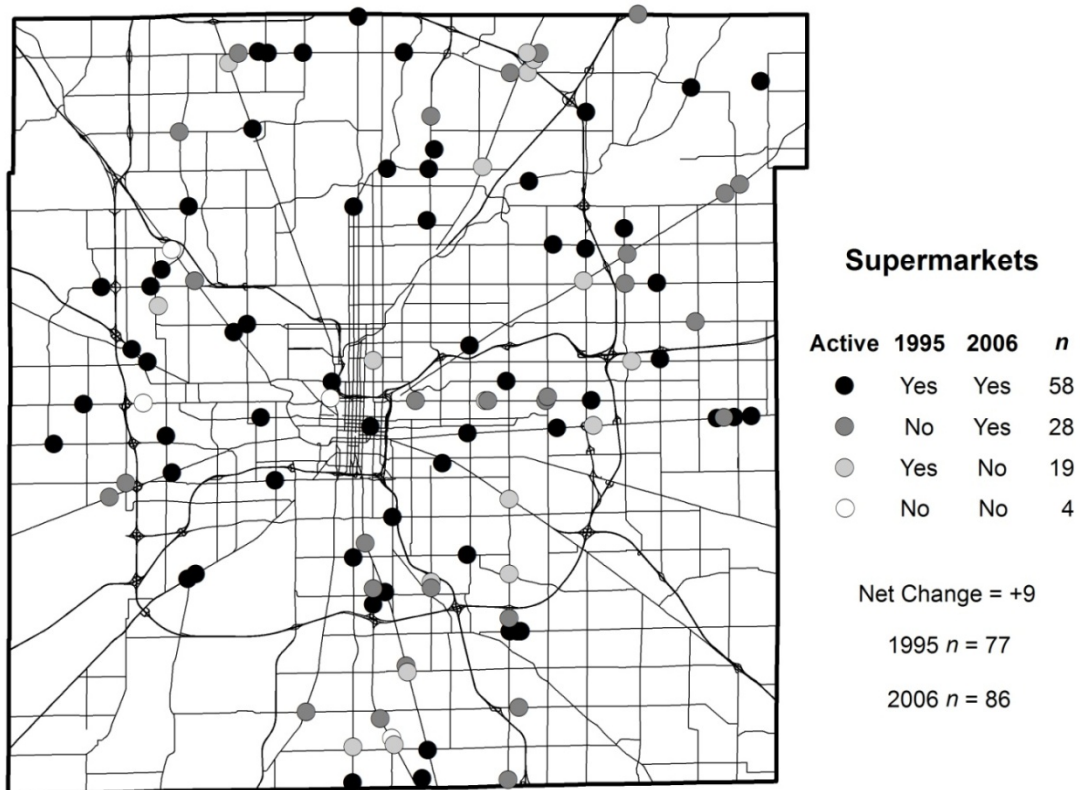 Supermarkets
Active 1995 2006 n
Yes Yes 58
No Yes 28
Yes No 19
No No 4
Net Change = +9
1995 n = 77
2006 n = 86